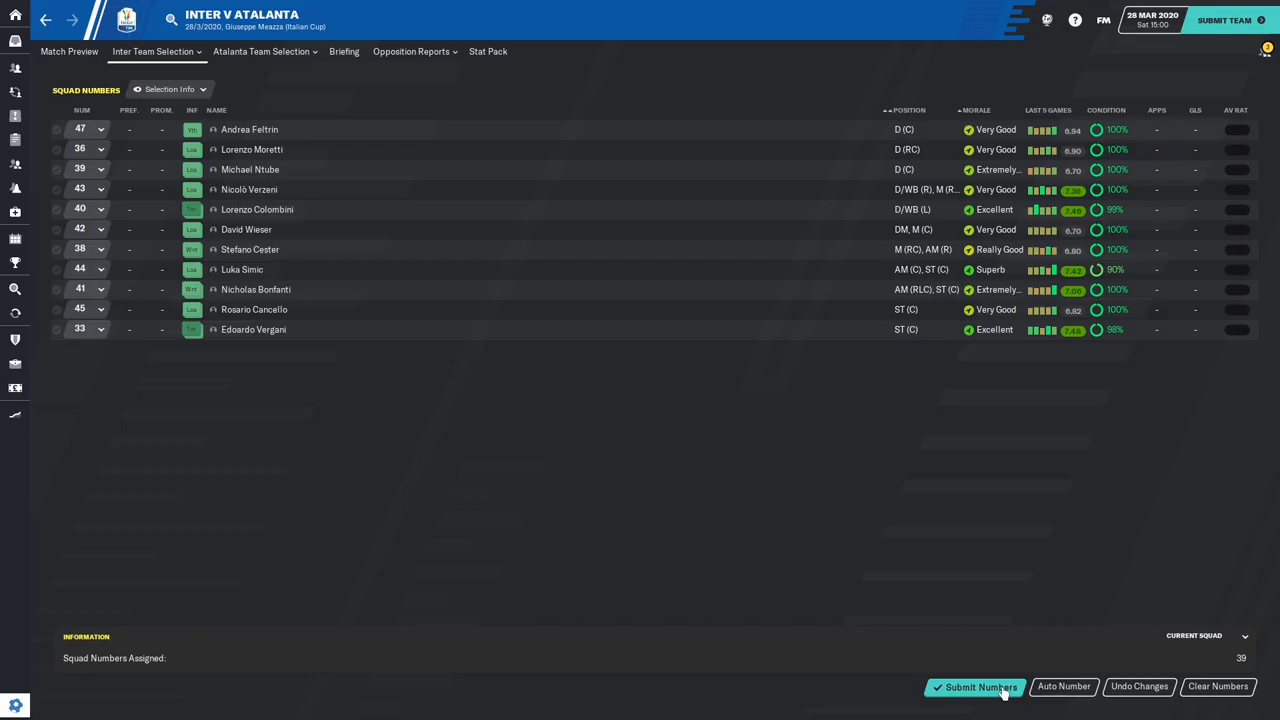 INTER V ATALANTA
28/3/2020, Giuseppe Meazza (Italian Cup)
FM
28 MAR 2020
Sat 15:00
SUBMIT TEAM
Match Preview Inter Team Selection Atalanta Team Selection Briefing Opposition Reports Stat Pack
3
SQUAD NUMBERS Selection Info
NUM PREF. PROM. INF NAME POSITION MORALE LAST 5 GAMES CONDITION APPS GLS AV RAT
47 - - Yth Andrea Feltrin D (C) Very Good 6.94 100% - -
36 - - Loa Lorenzo Moretti D (RC) Very Good 6.90 100% - -
39 - - Loa Michael Ntube D (C) Extremely... 6.70 100% - -
43 - - Loa Nicolò Verzeni D/WB (R), M (R... Very Good 7.36 100% - -
40 - - Trn Lorenzo Colombini D/WB (L) Excellent 7.46 99% - -
42 - - Loa David Wieser DM, M (C) Very Good 6.70 100% - -
38 - - Wnt Stefano Cester M (RC), AM (R) Really Good 6.80 100% - -
44 - - Loa Luka Simic AM (C), ST (C) Superb 7.42 90% - -
41 - - Wnt Nicholas Bonfanti AM (RLC), ST (C) Extremely... 7.06 100% - -
45 - - Loa Rosario Cancello ST (C) Very Good 6.82 100% - -
33 - - Trn Edoardo Vergani ST (C) Excellent 7.48 98% - -
INFORMATION CURRENT SQUAD
Squad Numbers Assigned: 39
Submit Numbers Auto Number Undo Changes Clear Numbers